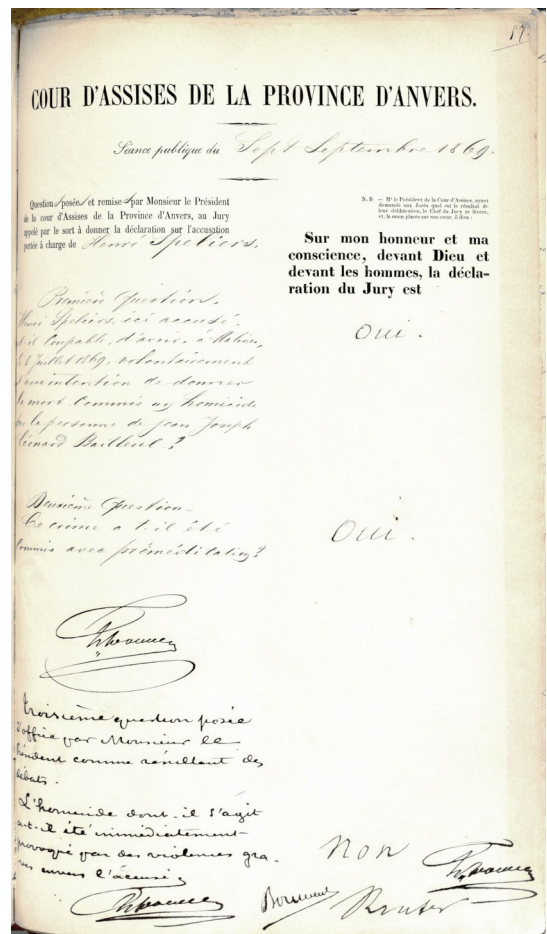 12.
COUR D'ASSISES DE LA PROVINCE D'ANVERS.
Séance publique du Sept Septembre 1869.
Question s posées et remises par Monsieur le Président
de la cour d'Assises de la Province d'Anvers, au Jury
appelé par le sort à donner la déclaration sur l'accusation
portée à charge de Henri Speliers.
N. B — Mr le Président de la Cour d'Assises, ayant
demandé aux Jurés quel est le résultat de
leur délibération, le Chef du Jury se lèvera,
et, la main placée sur son cœur, il dira :
Sur mon honneur et ma
conscience, devant Dieu et
devant les hommes, la décla-
ration du Jury est
Première Question.
Henri Speliers, ici accusé,
est-il coupable, d'avoir, à Malines,
le 4 Juillet 1869, volontairement
avec intention de donner
la mort, commis un homicide
sur la personne de Jean Joseph
Léonard Bailleul ?
Oui.
Deuxième Question.
Ce crime a t-il été
commis avec préméditation ?
Oui.
Troisième question posée
d'office par Monsieur le
Président comme résultant des
débats.
L'homicide dont il s'agit
a-t-il été immédiatement
provoqué par des violences gra-
ves envers l'accusé ;
Non